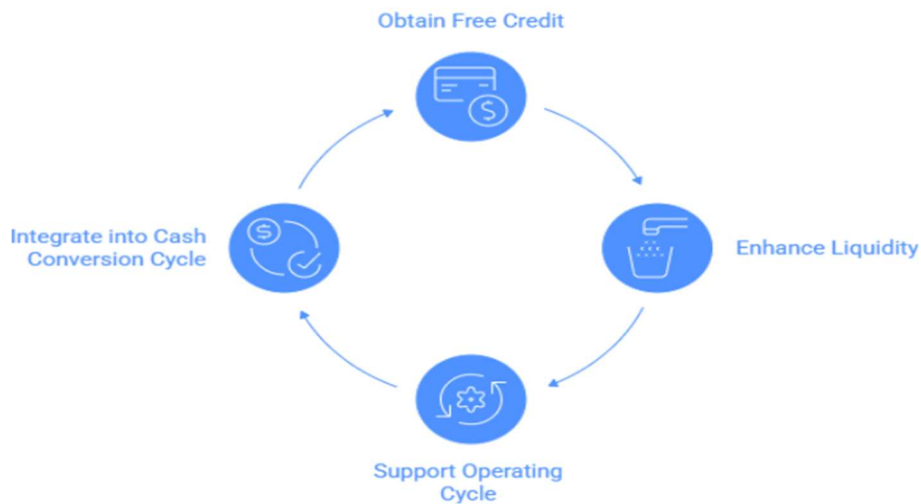 Obtain Free Credit
Integrate into Cash
Conversion Cycle
Enhance Liquidity
Support Operating
Cycle